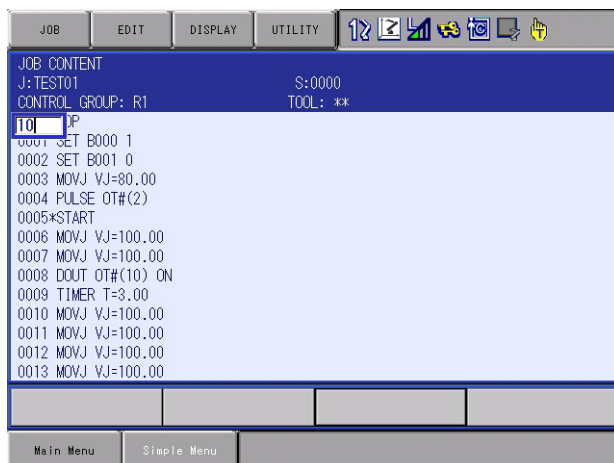 JOB EDIT DISPLAY UTILITY
JOB CONTENT
J:TEST01 S:0000
CONTROL GROUP: R1 TOOL: **
10 OP
0001 SET B000 1
0002 SET B001 0
0003 MOVJ VJ=80.00
0004 PULSE OT#(2)
0005*START
0006 MOVJ VJ=100.00
0007 MOVJ VJ=100.00
0008 DOUT OT#(10) ON
0009 TIMER T=3.00
0010 MOVJ VJ=100.00
0011 MOVJ VJ=100.00
0012 MOVJ VJ=100.00
0013 MOVJ VJ=100.00
Main Menu Simple Menu